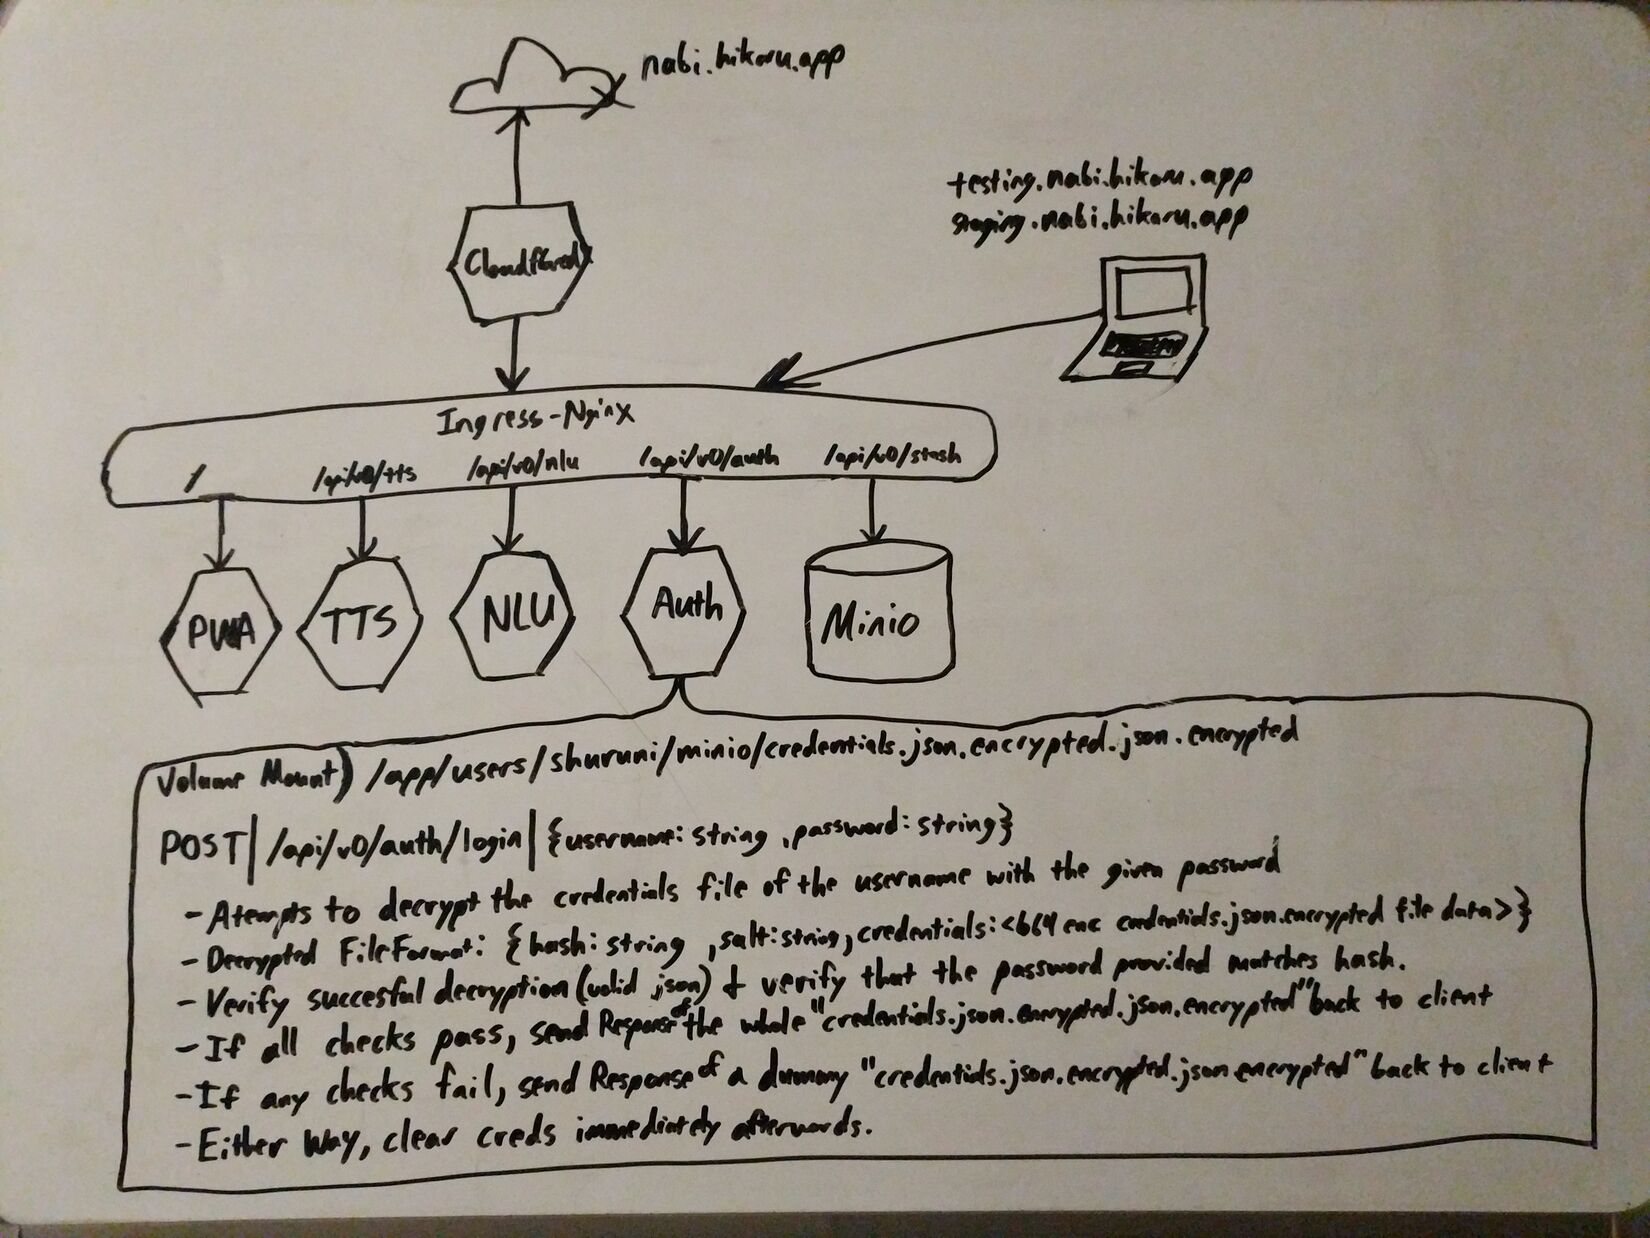 nabi.hikaru.app
testing.nabi.hikaru.app
staging.nabi.hikaru.app
Cloudflared
Ingress-Nginx
/ /api/v0/tts /api/v0/nlu /api/v0/auth /api/v0/stash
PWA TTS NLU Auth Minio
Volume Mount) /app/users/shuruni/minio/credentials.json.encrypted.json.encrypted
POST| /api/v0/auth/login| {username: string, password: string}
- Atempts to decrypt the credentials file of the username with the given password
- Decrypted File Format: {hash: string, salt: string, credentials: <b64 enc credentials.json.encrypted file data>}
- Verify succesful decryption (valid json) & verify that the password provided matches hash.
- If all checks pass, send Response of the whole "credentials.json.encrypted.json.encrypted" back to client
- If any checks fail, send Response of a dummy "credentials.json.encrypted.json.encrypted" back to client
- Either Way, clear creds immediately afterwards.